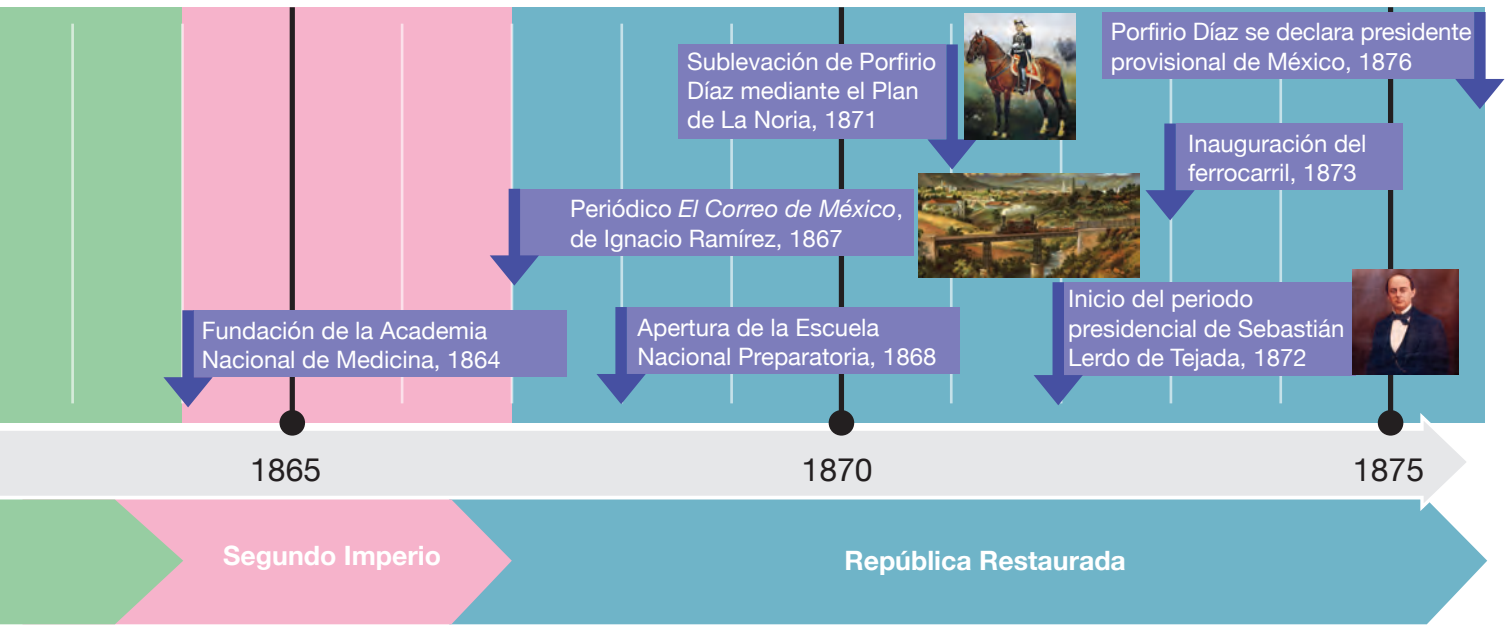 Sublevación de Porfirio
Díaz mediante el Plan
de La Noria, 1871
Porfirio Díaz se declara presidente
provisional de México, 1876
Inauguración del
ferrocarril, 1873
Periódico El Correo de México,
de Ignacio Ramírez, 1867
Fundación de la Academia
Nacional de Medicina, 1864
Apertura de la Escuela
Nacional Preparatoria, 1868
Inicio del periodo
presidencial de Sebastián
Lerdo de Tejada, 1872
1865
1870
1875
Segundo Imperio
República Restaurada